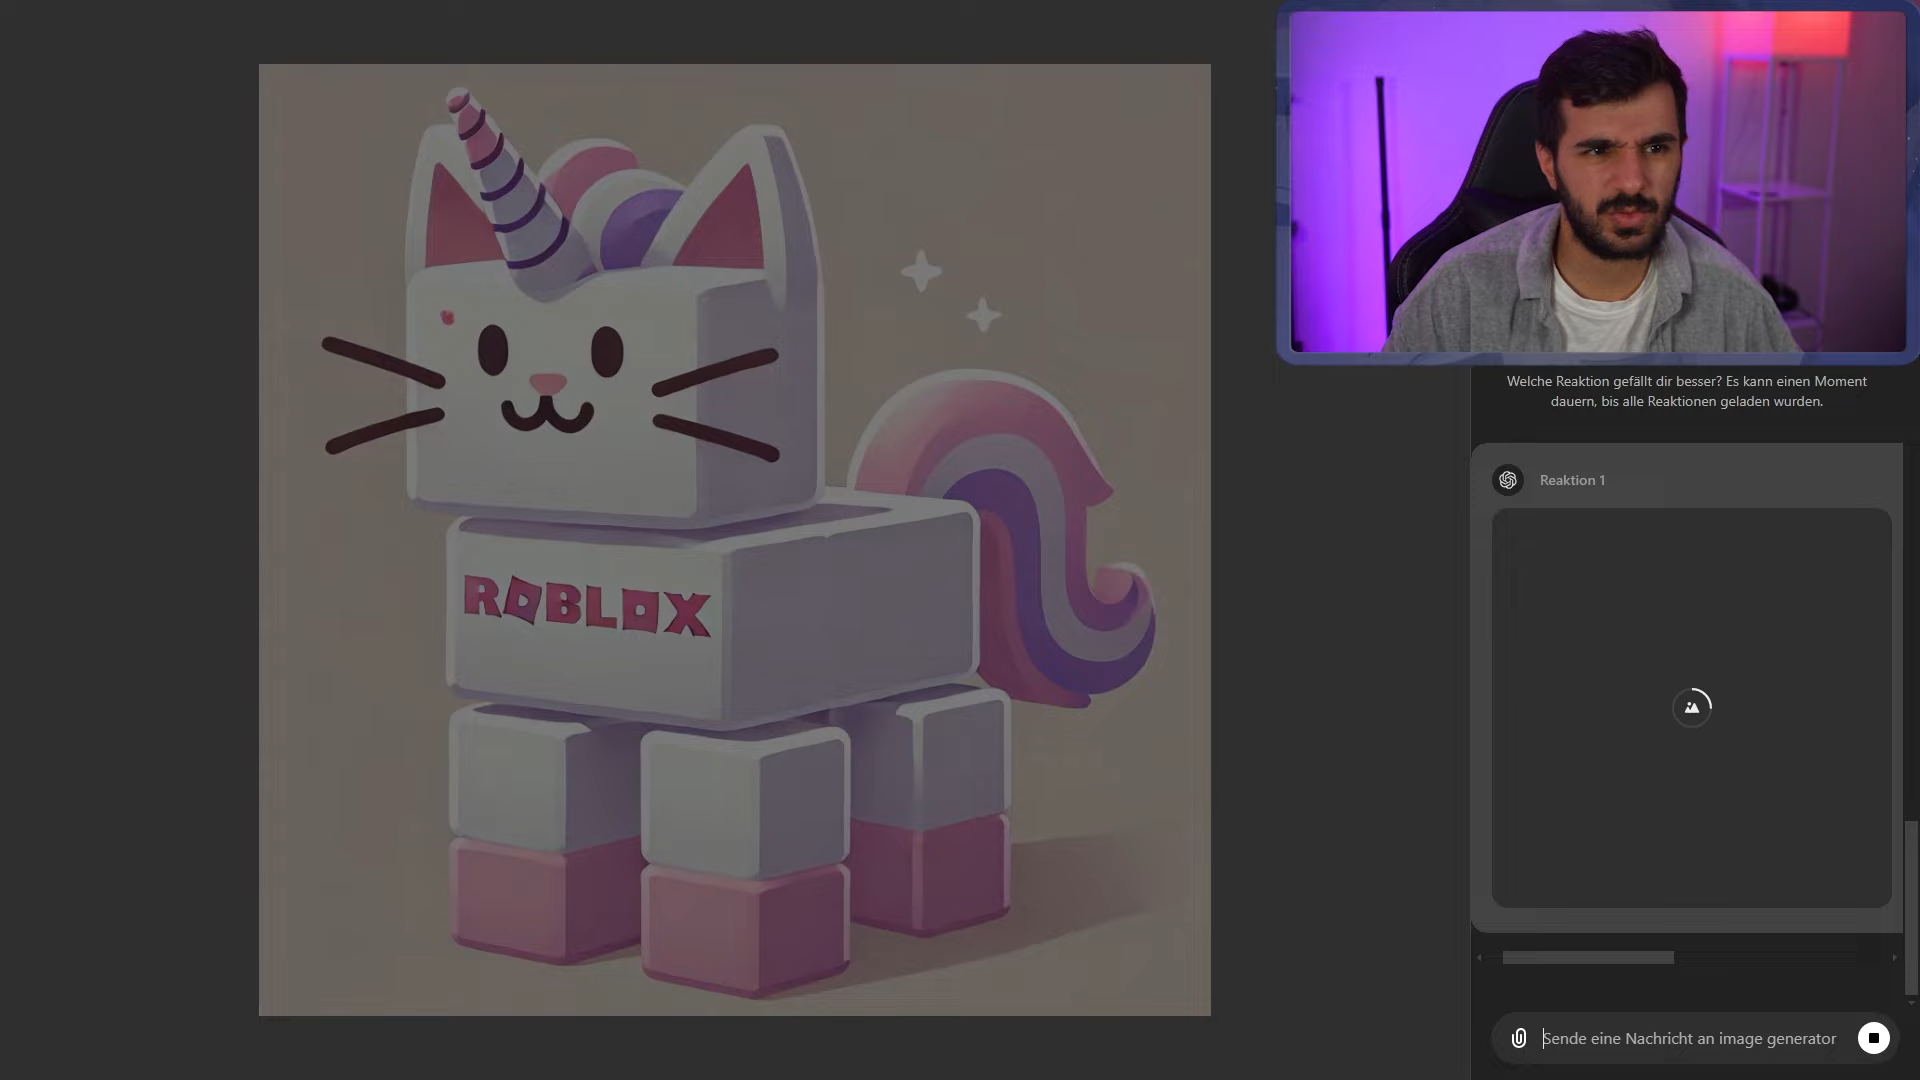 ROBLOX
Welche Reaktion gefällt dir besser? Es kann einen Moment
dauern, bis alle Reaktionen geladen wurden.
Reaktion 1
Sende eine Nachricht an image generator